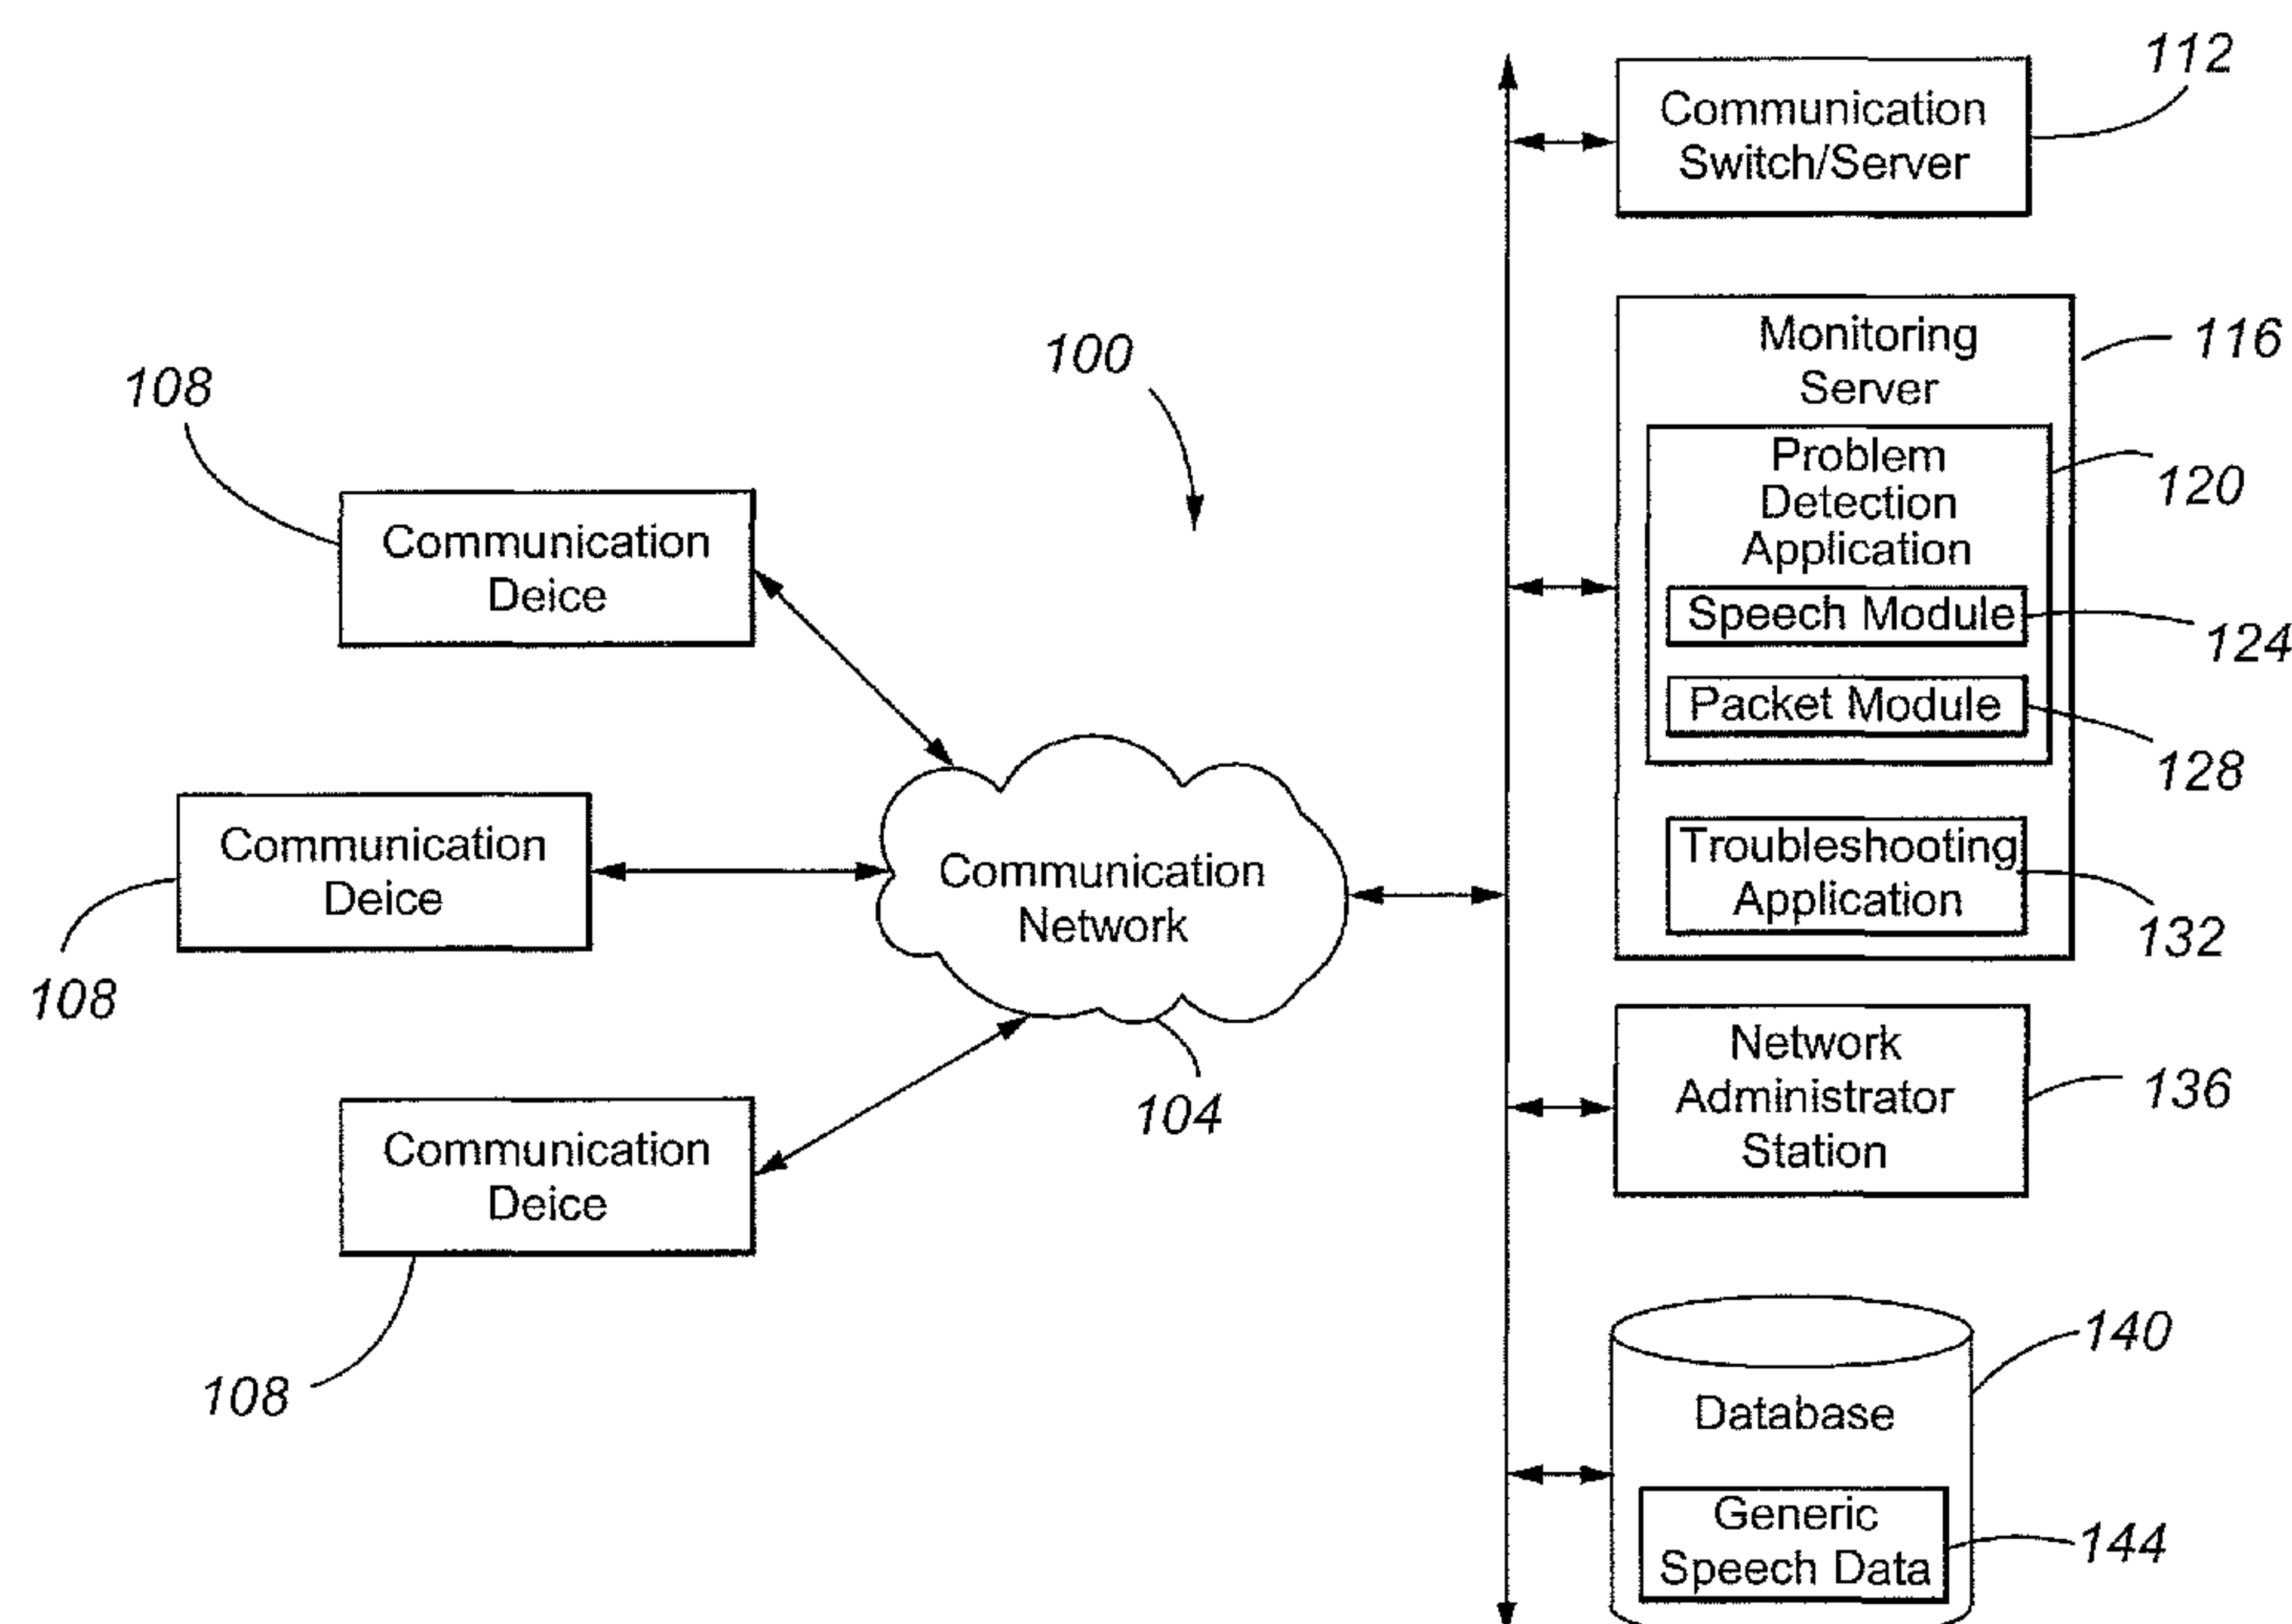 112
Communication
Switch/Server
Monitoring
Server
116
Problem
Detection
Application
120
Speech Module
124
Packet Module
128
Troubleshooting
Application
132
100
108
Communication
Deice
Communication
Deice
108
Communication
Deice
108
Communication
Network
104
Network
Administrator
Station
136
140
Database
Generic
Speech Data
144